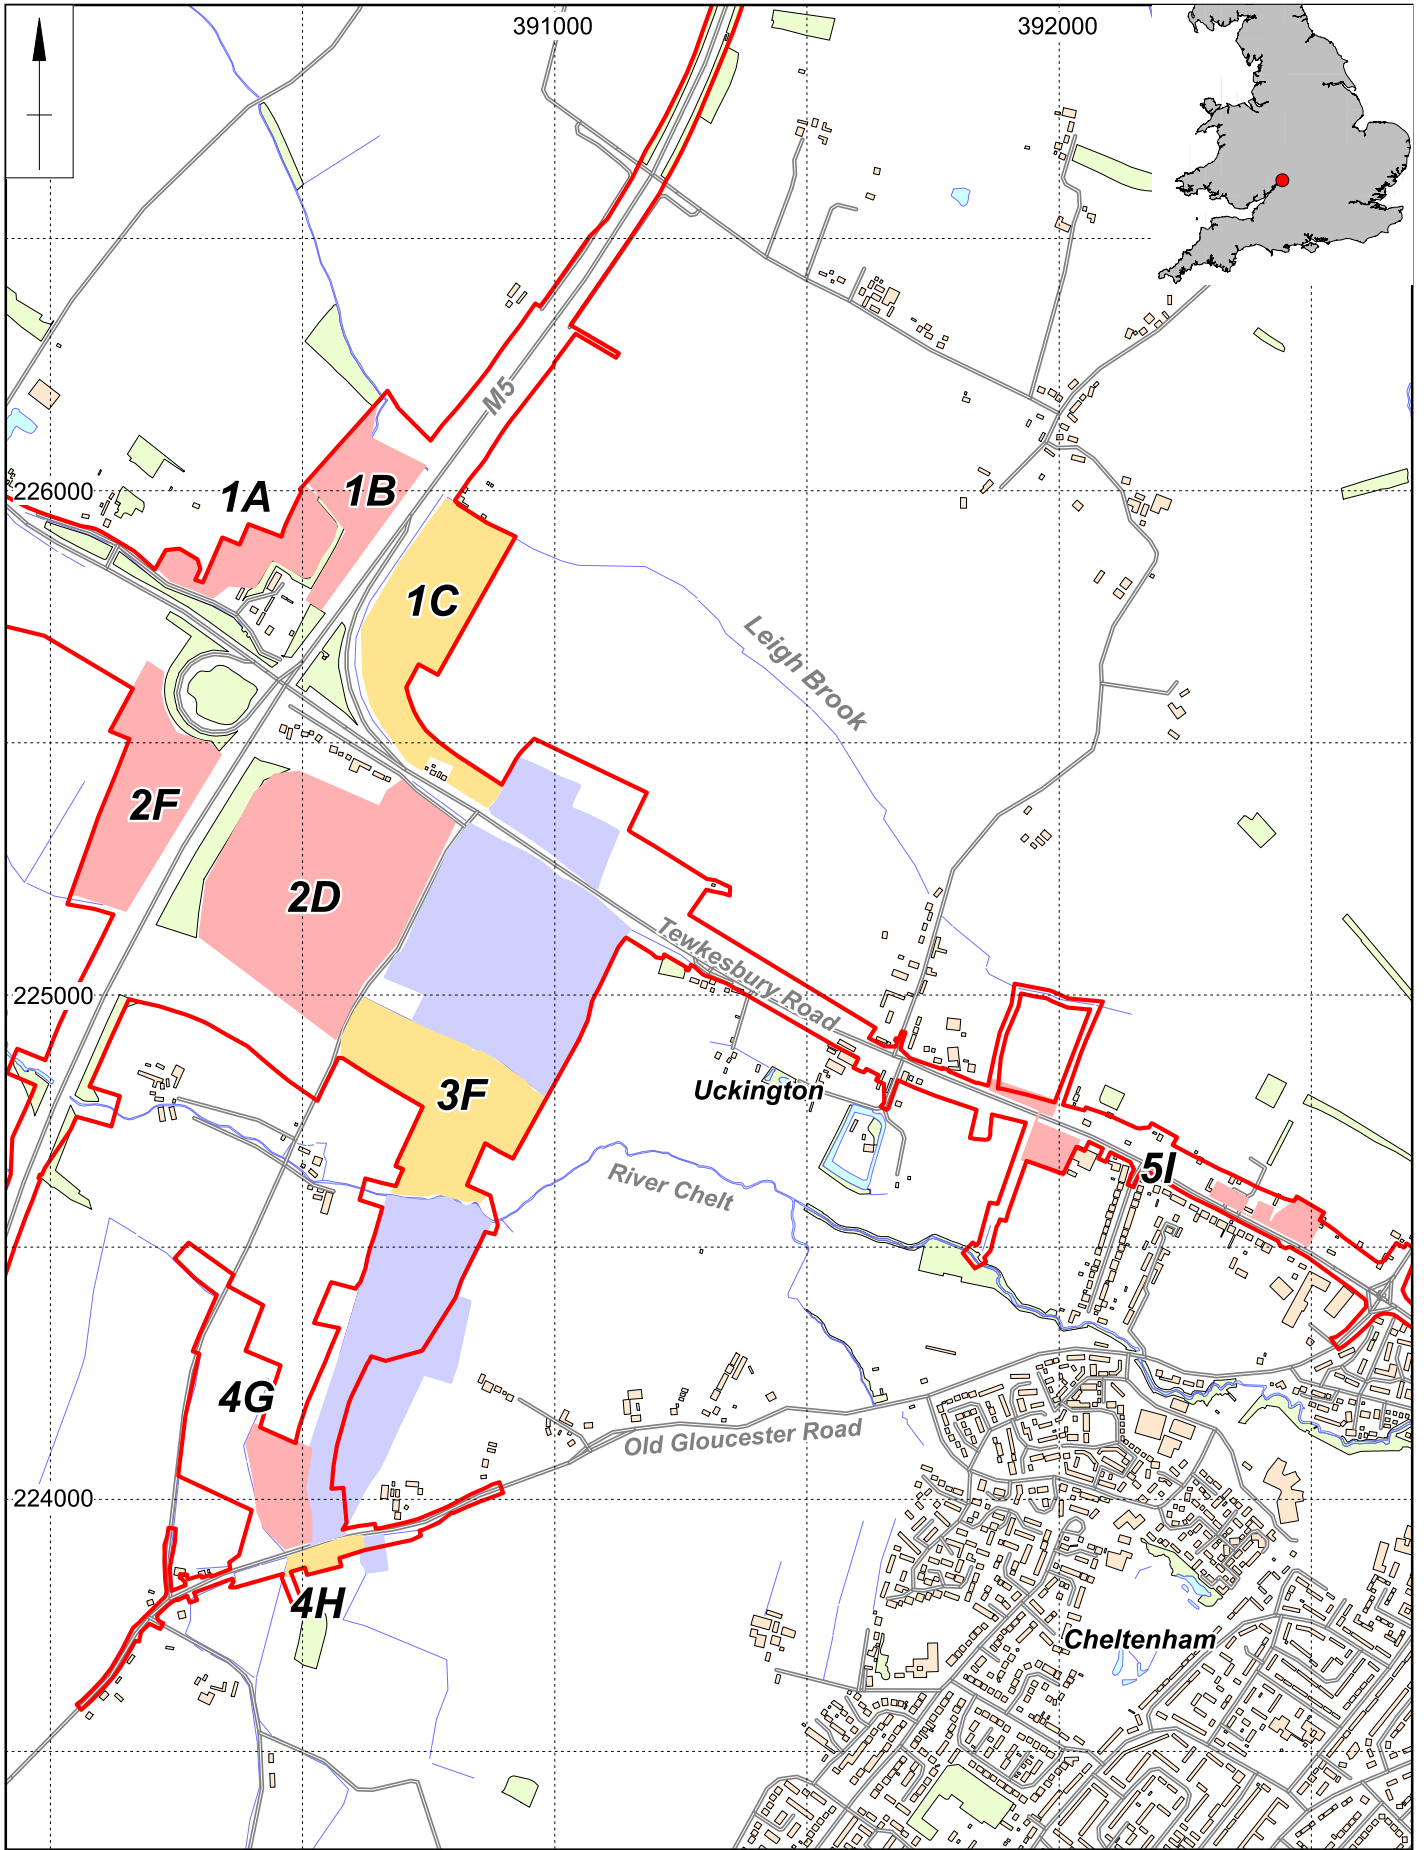 391000
392000
M5
1A
1B
226000
1C
Leigh Brook
2F
2D
Tewkesbury Road
225000
Uckington
3F
5I
River Chelt
4G
Old Gloucester Road
224000
4H
Cheltenham